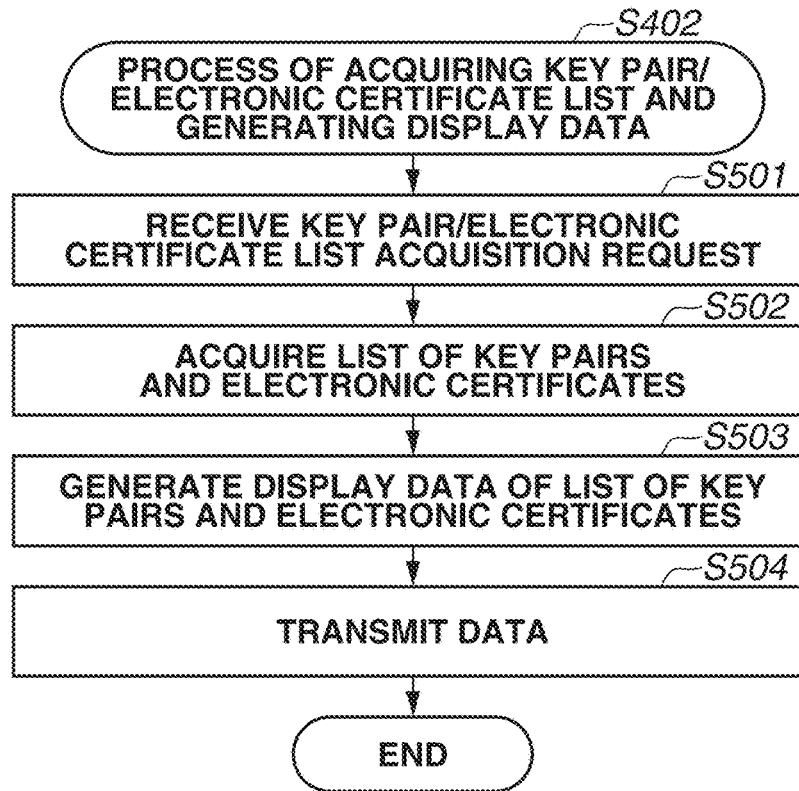 S402
PROCESS OF ACQUIRING KEY PAIR/
ELECTRONIC CERTIFICATE LIST AND
GENERATING DISPLAY DATA
S501
RECEIVE KEY PAIR/ELECTRONIC
CERTIFICATE LIST ACQUISITION REQUEST
S502
ACQUIRE LIST OF KEY PAIRS
AND ELECTRONIC CERTIFICATES
S503
GENERATE DISPLAY DATA OF LIST OF KEY
PAIRS AND ELECTRONIC CERTIFICATES
S504
TRANSMIT DATA
END